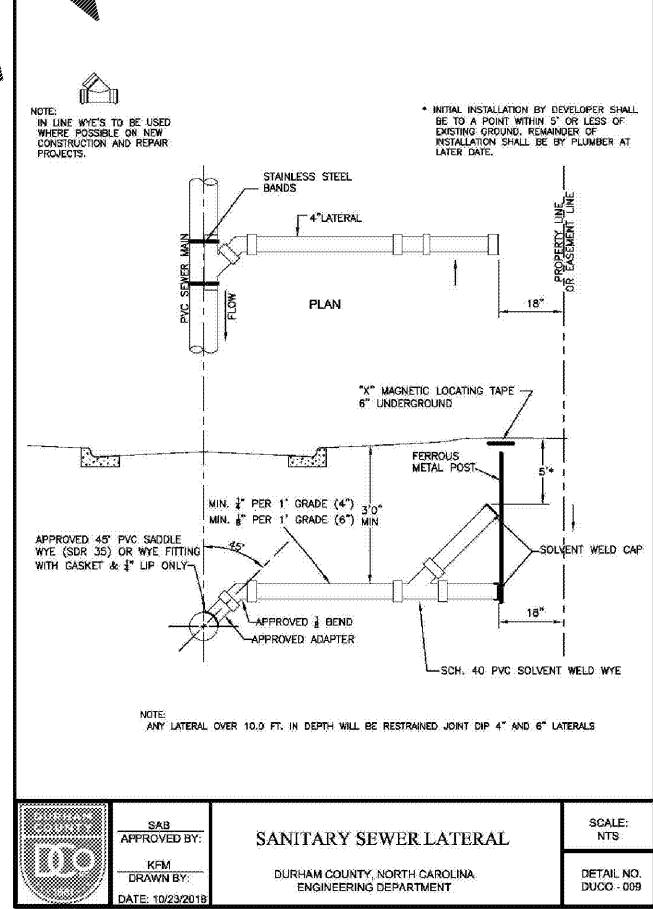 NOTE:
IN LINE WYE'S TO BE USED
WHERE POSSIBLE ON NEW
CONSTRUCTION AND REPAIR
PROJECTS.
* INITIAL INSTALLATION BY DEVELOPER SHALL
BE TO A POINT WITHIN 5' OR LESS OF
EXISTING GROUND. REMAINDER OF
INSTALLATION SHALL BE BY PLUMBER AT
LATER DATE.
STAINLESS STEEL
BANDS
4"LATERAL
PVC SEWER MAIN
FLOW
PLAN
PROPERTY LINE
OR EASEMENT LINE
18"
"X" MAGNETIC LOCATING TAPE
6" UNDERGROUND
FERROUS
METAL POST
5'*
MIN. ¼" PER 1' GRADE (4")
MIN. ⅛" PER 1' GRADE (6")
3'0"
MIN
APPROVED 45° PVC SADDLE
WYE (SDR 35) OR WYE FITTING
WITH GASKET & ¼" LIP ONLY
45°
SOLVENT WELD CAP
APPROVED ⅛ BEND
APPROVED ADAPTER
18"
SCH. 40 PVC SOLVENT WELD WYE
NOTE:
ANY LATERAL OVER 10.0 FT. IN DEPTH WILL BE RESTRAINED JOINT DIP 4" AND 6" LATERALS
DURHAM
COUNTY
DCO
SAB
APPROVED BY:
KFM
DRAWN BY:
DATE: 10/23/2018
SANITARY SEWER LATERAL
DURHAM COUNTY, NORTH CAROLINA
ENGINEERING DEPARTMENT
SCALE:
NTS
DETAIL NO.
DUCO - 009